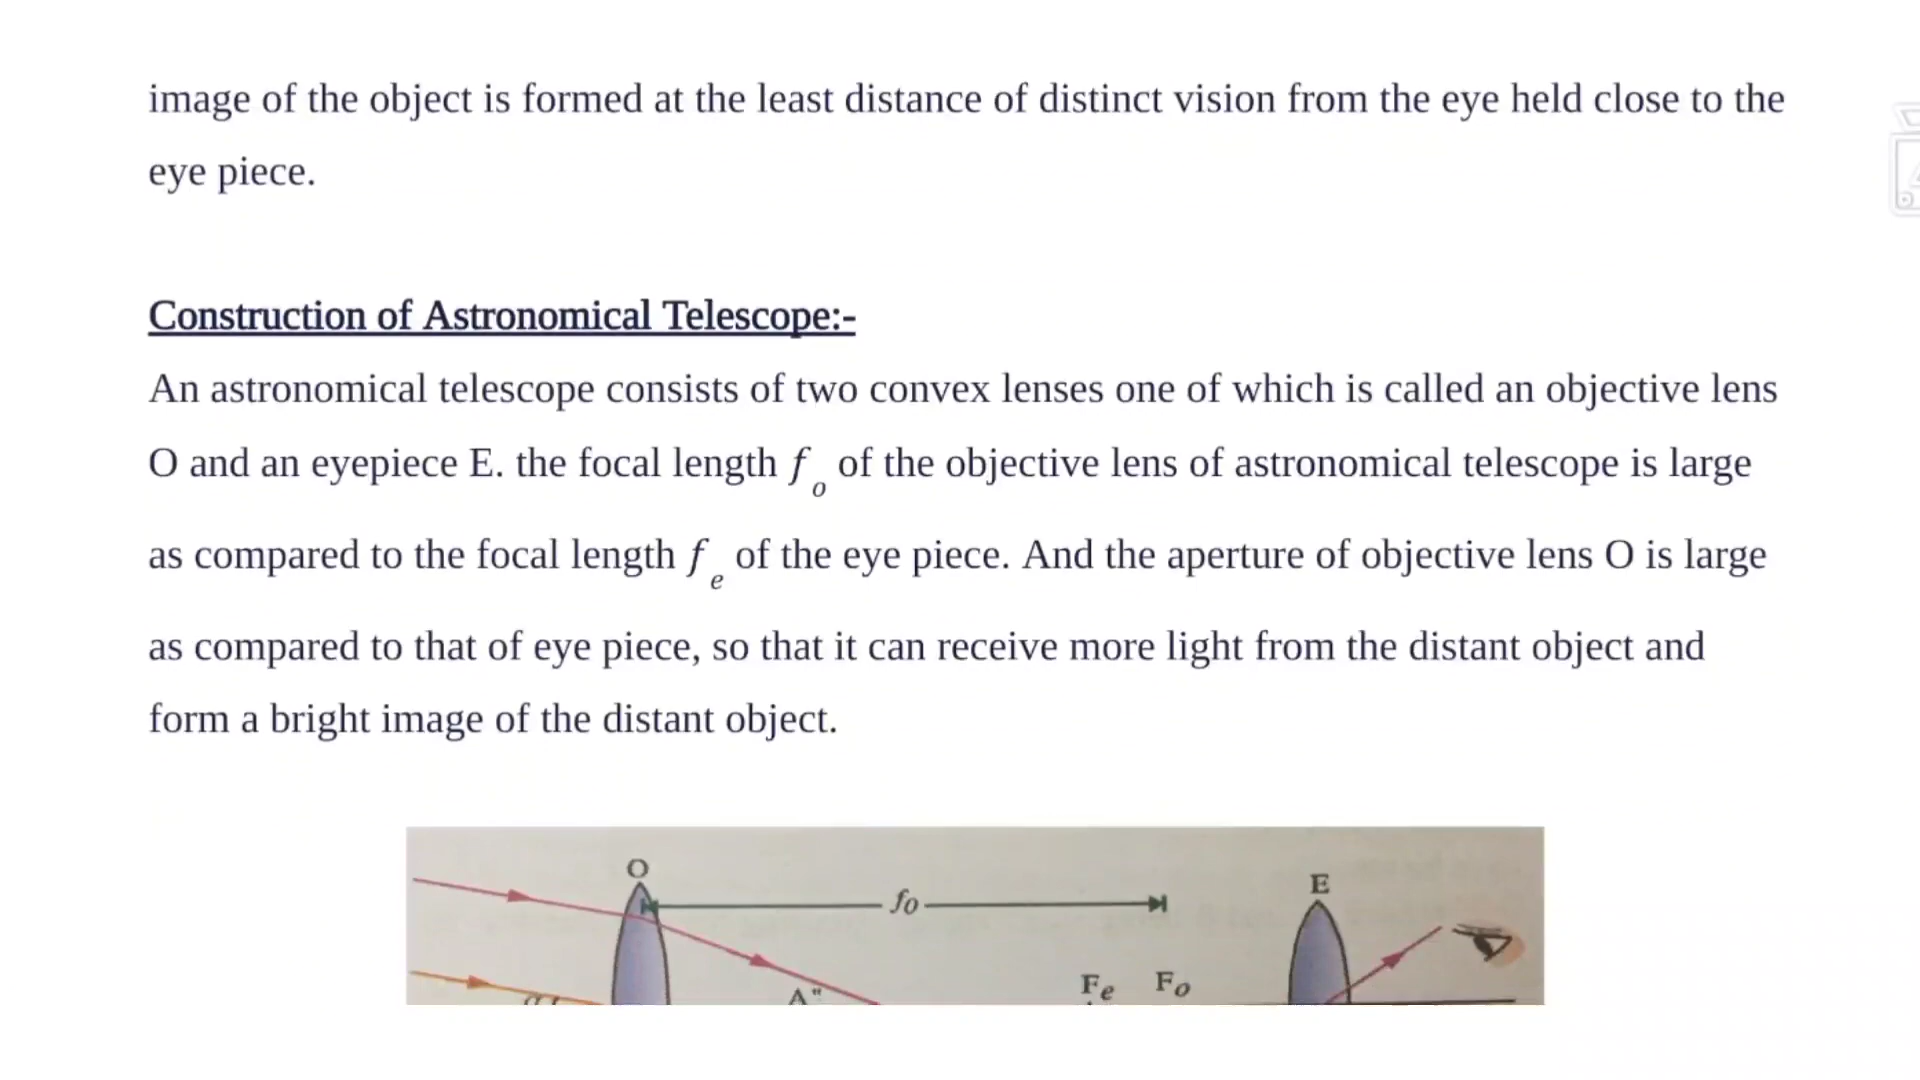 image of the object is formed at the least distance of distinct vision from the eye held close to the
eye piece.
Construction of Astronomical Telescope:-
An astronomical telescope consists of two convex lenses one of which is called an objective lens
O and an eyepiece E. the focal length f o of the objective lens of astronomical telescope is large
as compared to the focal length f e of the eye piece. And the aperture of objective lens O is large
as compared to that of eye piece, so that it can receive more light from the distant object and
form a bright image of the distant object.
O
fo
E
A"
Fe Fo